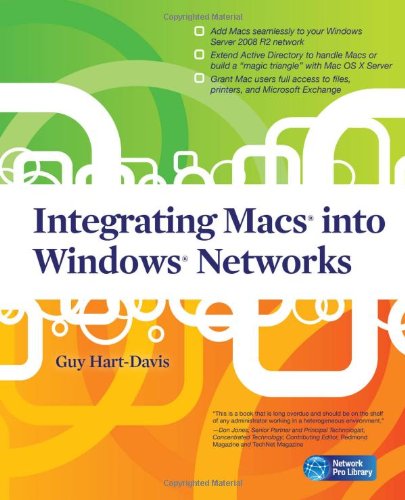 Copyrighted Material
Add Macs seamlessly to your Windows
Server 2008 R2 network
Extend Active Directory to handle Macs or
build a "magic triangle" with Mac OS X Server
Grant Mac users full access to files,
printers, and Microsoft Exchange
Integrating Macs® into
Windows® Networks
Guy Hart-Davis
"This is a book that is long overdue and should be on the shelf
of any administrator working in a heterogeneous environment."
—Don Jones, Senior Partner and Principal Technologist,
Concentrated Technology; Contributing Editor, Redmond
Magazine and TechNet Magazine
Network
Pro Library
Copyrighted Material